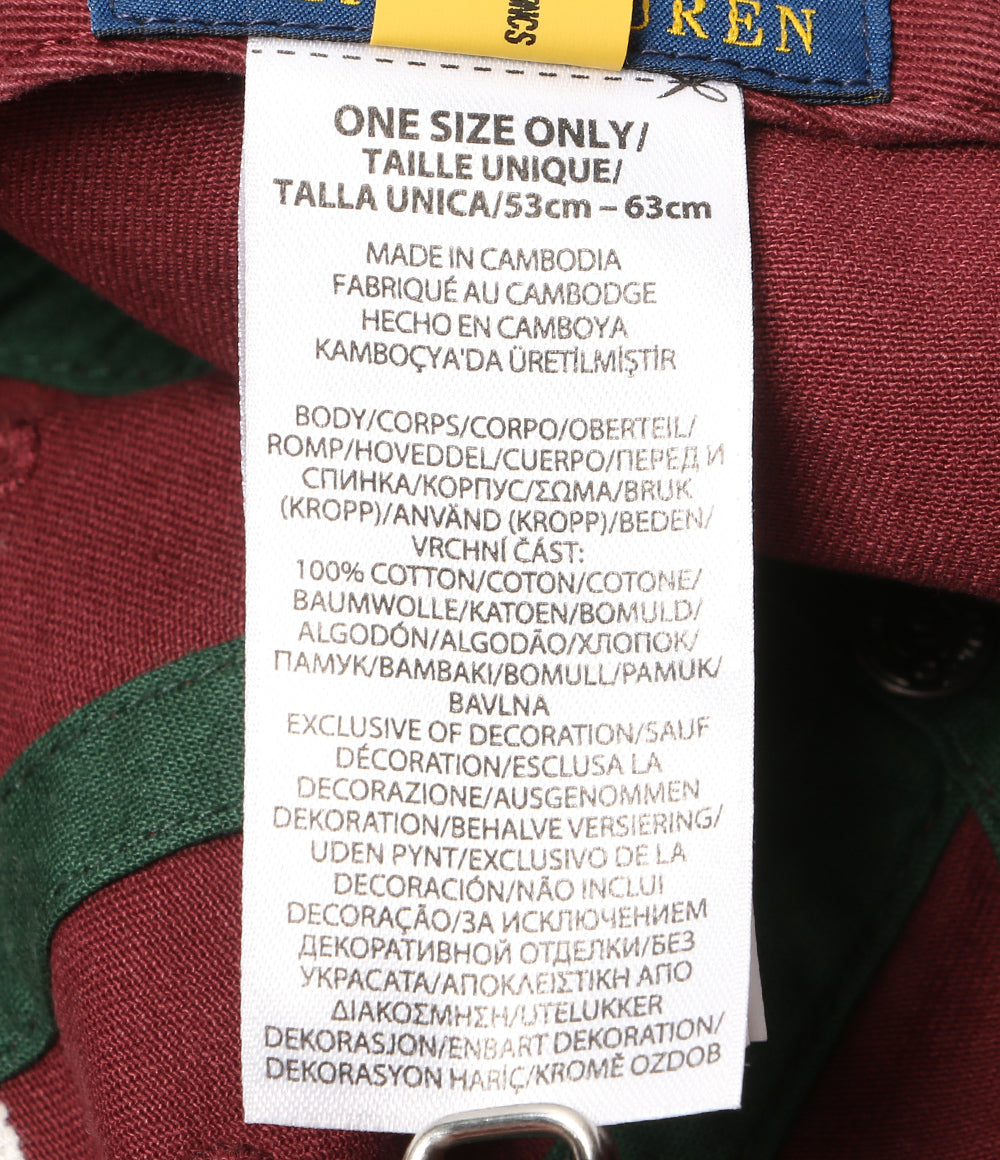 UREN
ONE SIZE ONLY/
TAILLE UNIQUE/
TALLA UNICA/53cm – 63cm
MADE IN CAMBODIA
FABRIQUÉ AU CAMBODGE
HECHO EN CAMBOYA
KAMBOÇYA'DA ÜRETİLMİŞTİR
BODY/CORPS/CORPO/OBERTEIL/
ROMP/HOVEDDEL/CUERPO/ПЕРЕД И
СПИНКА/КОРПУС/ΣΩΜΑ/BRUK
(KROPP)/ANVÄND (KROPP)/BEDEN/
VRCHNÍ ČÁST:
100% COTTON/COTON/COTONE/
BAUMWOLLE/KATOEN/BOMULD/
ALGODÓN/ALGODÃO/ХЛОПОК/
ПАМУК/ΒΑΜΒΑΚΙ/BOMULL/PAMUK/
BAVLNA
EXCLUSIVE OF DECORATION/SAUF
DÉCORATION/ESCLUSA LA
DECORAZIONE/AUSGENOMMEN
DEKORATION/BEHALVE VERSIERING/
UDEN PYNT/EXCLUSIVO DE LA
DECORACIÓN/NÃO INCLUI
DECORAÇÃO/ЗА ИСКЛЮЧЕНИЕМ
ДЕКОРАТИВНОЙ ОТДЕЛКИ/БЕЗ
УКРАСАТА/ΑΠΟΚΛΕΙΣΤΙΚΗ ΑΠΟ
ΔΙΑΚΟΣΜΗΣΗ/UTELUKKER
DEKORASJON/ENBART DEKORATION/
DEKORASYON HARİÇ/KROMĚ OZDOB